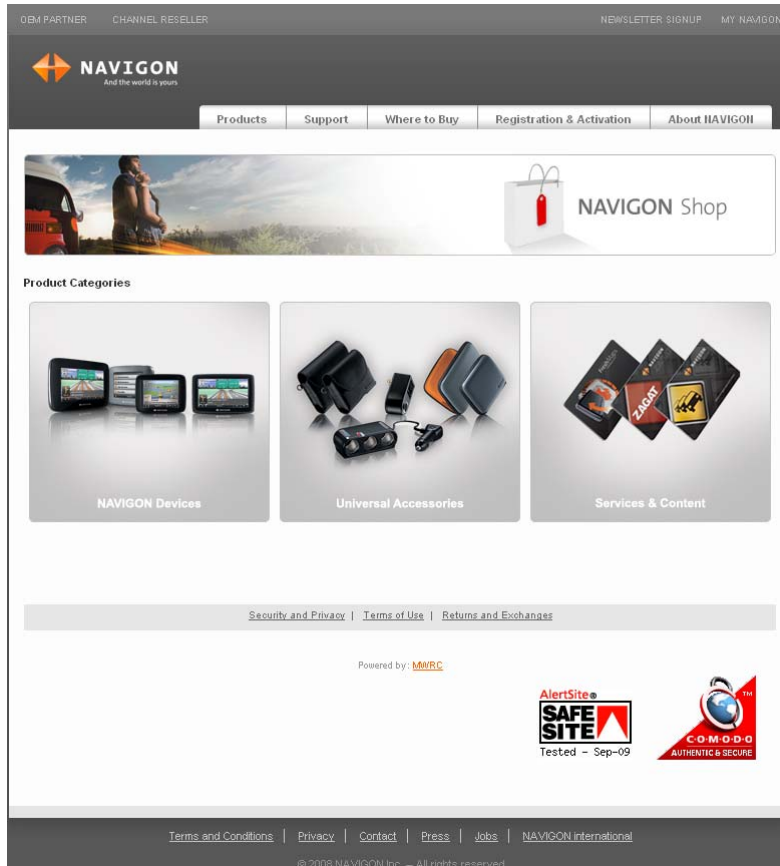 OEM PARTNER CHANNEL RESELLER NEWSLETTER SIGNUP MY NAVIGON
NAVIGON
And the world is yours
Products Support Where to Buy Registration & Activation About NAVIGON
NAVIGON Shop
Product Categories
ZAGAT
NAVIGON Devices Universal Accessories Services & Content
Security and Privacy | Terms of Use | Returns and Exchanges
Powered by: MWRC
AlertSite®
SAFE
SITE
Tested - Sep-09
TM
C·O·M·O·D·O
AUTHENTIC & SECURE
Terms and Conditions | Privacy | Contact | Press | Jobs | NAVIGON international
© 2008 NAVIGON Inc. – All rights reserved